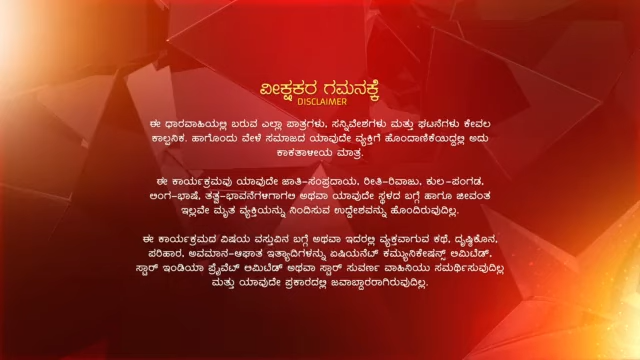 ವೀಕ್ಷಕರ ಗಮನಕ್ಕೆ
DISCLAIMER
ಈ ಧಾರವಾಹಿಯಲ್ಲಿ ಬರುವ ಎಲ್ಲಾ ಪಾತ್ರಗಳು, ಸನ್ನಿವೇಶಗಳು ಮತ್ತು ಘಟನೆಗಳು ಕೇವಲ
ಕಾಲ್ಪನಿಕ. ಹಾಗೊಂದು ವೇಳೆ ಸಮಾಜದ ಯಾವುದೇ ವ್ಯಕ್ತಿಗೆ ಹೊಂದಾಣಿಕೆಯಿದ್ದಲ್ಲಿ ಅದು
ಕಾಕತಾಳೀಯ ಮಾತ್ರ.
ಈ ಕಾರ್ಯಕ್ರಮವು ಯಾವುದೇ ಜಾತಿ-ಸಂಪ್ರದಾಯ, ರೀತಿ-ರಿವಾಜು, ಕುಲ-ಪಂಗಡ,
ಲಿಂಗ-ಭಾಷೆ, ತತ್ವ-ಭಾವನೆಗಳಿಗಾಗಲಿ ಅಥವಾ ಯಾವುದೇ ಸ್ಥಳದ ಬಗ್ಗೆ ಹಾಗೂ ಜೀವಂತ
ಇಲ್ಲವೇ ಮೃತ ವ್ಯಕ್ತಿಯನ್ನು ನಿಂದಿಸುವ ಉದ್ದೇಶವನ್ನು ಹೊಂದಿರುವುದಿಲ್ಲ.
ಈ ಕಾರ್ಯಕ್ರಮದ ವಿಷಯ ವಸ್ತುವಿನ ಬಗ್ಗೆ ಅಥವಾ ಇದರಲ್ಲಿ ವ್ಯಕ್ತವಾಗುವ ಕಥೆ, ದೃಷ್ಟಿಕೊನ,
ಪರಿಹಾರ, ಅವಮಾನ-ಆಘಾತ ಇತ್ಯಾದಿಗಳನ್ನು ಏಷಿಯನೆಟ್ ಕಮ್ಯುನಿಕೇಷನ್ಸ್ ಲಿಮಿಟೆಡ್,
ಸ್ಟಾರ್ ಇಂಡಿಯಾ ಪ್ರೈವೆಟ್ ಲಿಮಿಟೆಡ್ ಅಥವಾ ಸ್ಟಾರ್ ಸುವರ್ಣ ವಾಹಿನಿಯು ಸಮರ್ಥಿಸುವುದಿಲ್ಲ
ಮತ್ತು ಯಾವುದೇ ಪ್ರಕಾರದಲ್ಲಿ ಜವಾಬ್ದಾರರಾಗಿರುವುದಿಲ್ಲ.